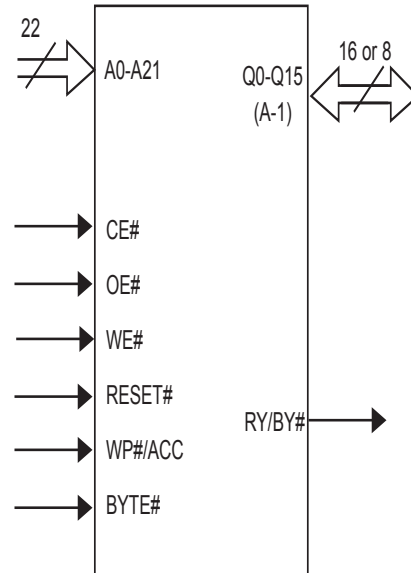 22
A0-A21
Q0-Q15
(A-1)
16 or 8
CE#
OE#
WE#
RESET#
WP#/ACC
BYTE#
RY/BY#